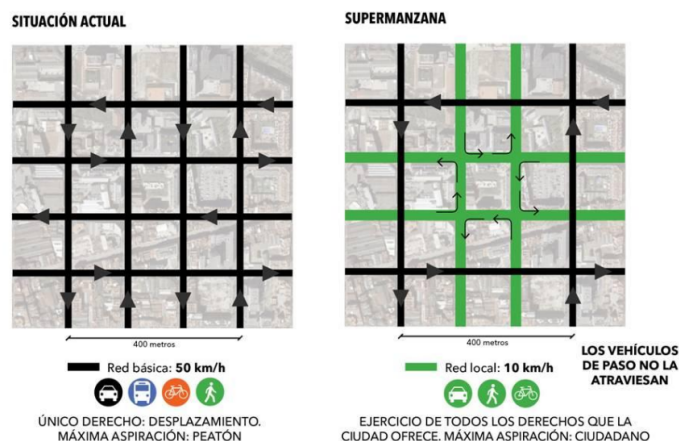 SITUACIÓN ACTUAL
400 metros
Red básica: 50 km/h
ÚNICO DERECHO: DESPLAZAMIENTO.
MÁXIMA ASPIRACIÓN: PEATÓN
SUPERMANZANA
400 metros
LOS VEHÍCULOS
DE PASO NO LA
ATRAVIESAN
Red local: 10 km/h
EJERCICIO DE TODOS LOS DERECHOS QUE LA
CIUDAD OFRECE. MÁXIMA ASPIRACIÓN: CIUDADANO